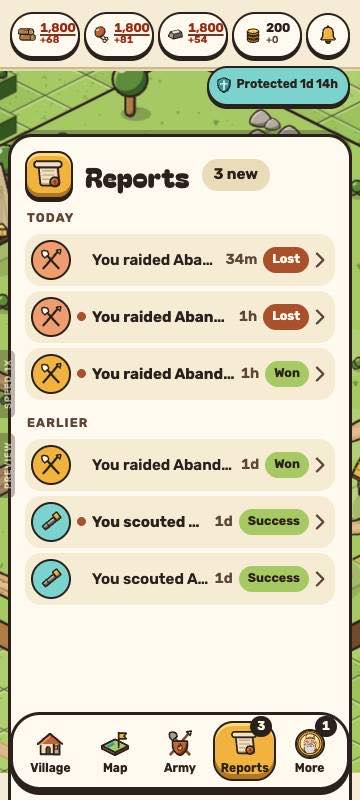 1,800 1,800 1,800 200
+68 +81 +54 +0
Protected 1d 14h
Reports 3 new
TODAY
You raided Aba... 34m Lost
You raided Aban... 1h Lost
You raided Aband... 1h Won
SPEED 1X
EARLIER
PREVIEW
You raided Aband... 1d Won
You scouted ... 1d Success
You scouted A... 1d Success
3 1
Village Map Army Reports More